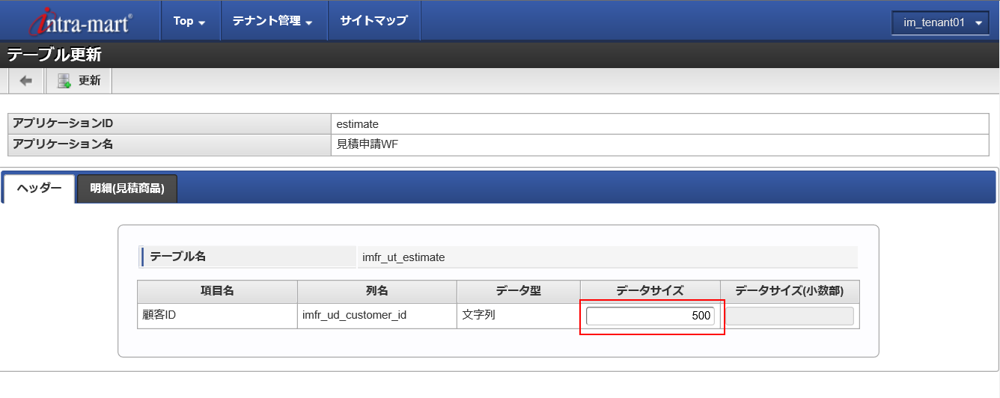 intra-mart® Top テナント管理 サイトマップ im_tenant01
テーブル更新
更新
アプリケーションID estimate
アプリケーション名 見積申請WF
ヘッダー 明細(見積商品)
テーブル名 imfr_ut_estimate
項目名 列名 データ型 データサイズ データサイズ(小数部)
顧客ID imfr_ud_customer_id 文字列 500